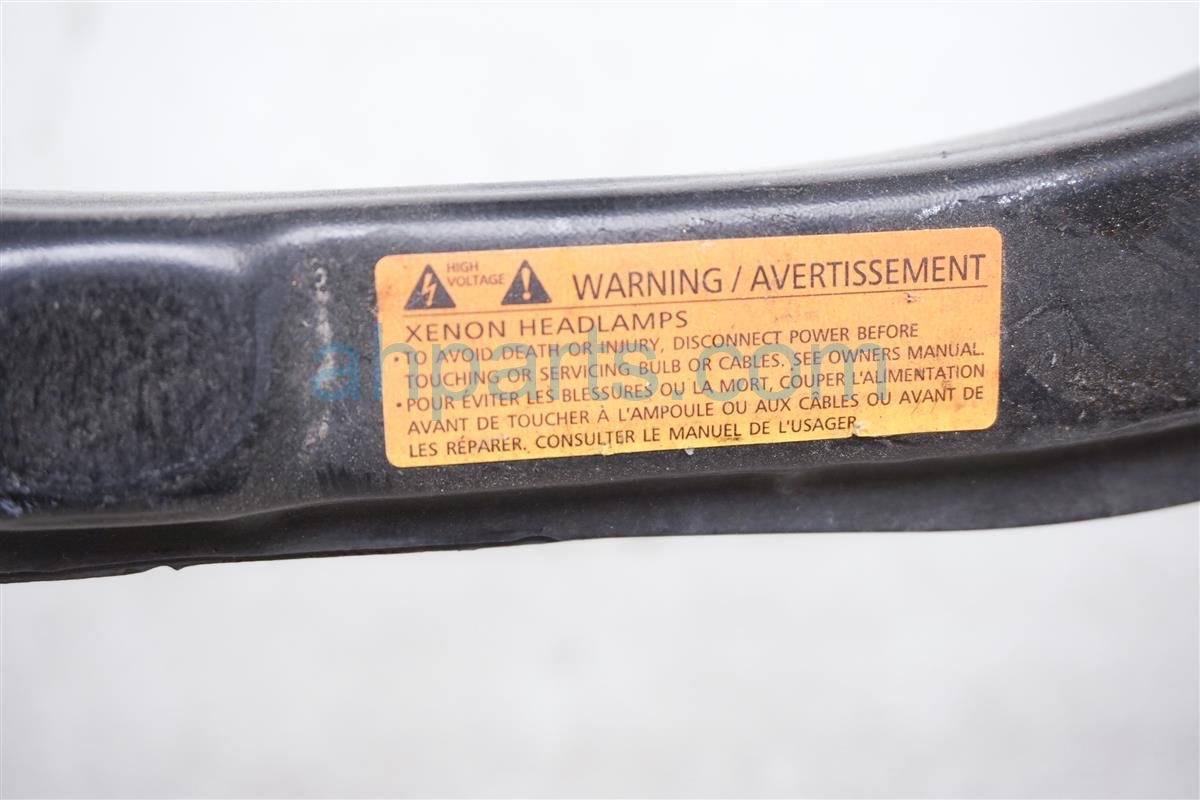 HIGH
VOLTAGE
WARNING / AVERTISSEMENT
XENON HEADLAMPS
• TO AVOID DEATH OR INJURY, DISCONNECT POWER BEFORE
TOUCHING OR SERVICING BULB OR CABLES. SEE OWNERS MANUAL.
• POUR ÉVITER LES BLESSURES OU LA MORT, COUPER L'ALIMENTATION
AVANT DE TOUCHER À L'AMPOULE OU AUX CÂBLES OU AVANT DE
LES RÉPARER. CONSULTER LE MANUEL DE L'USAGER.
ahparts.com